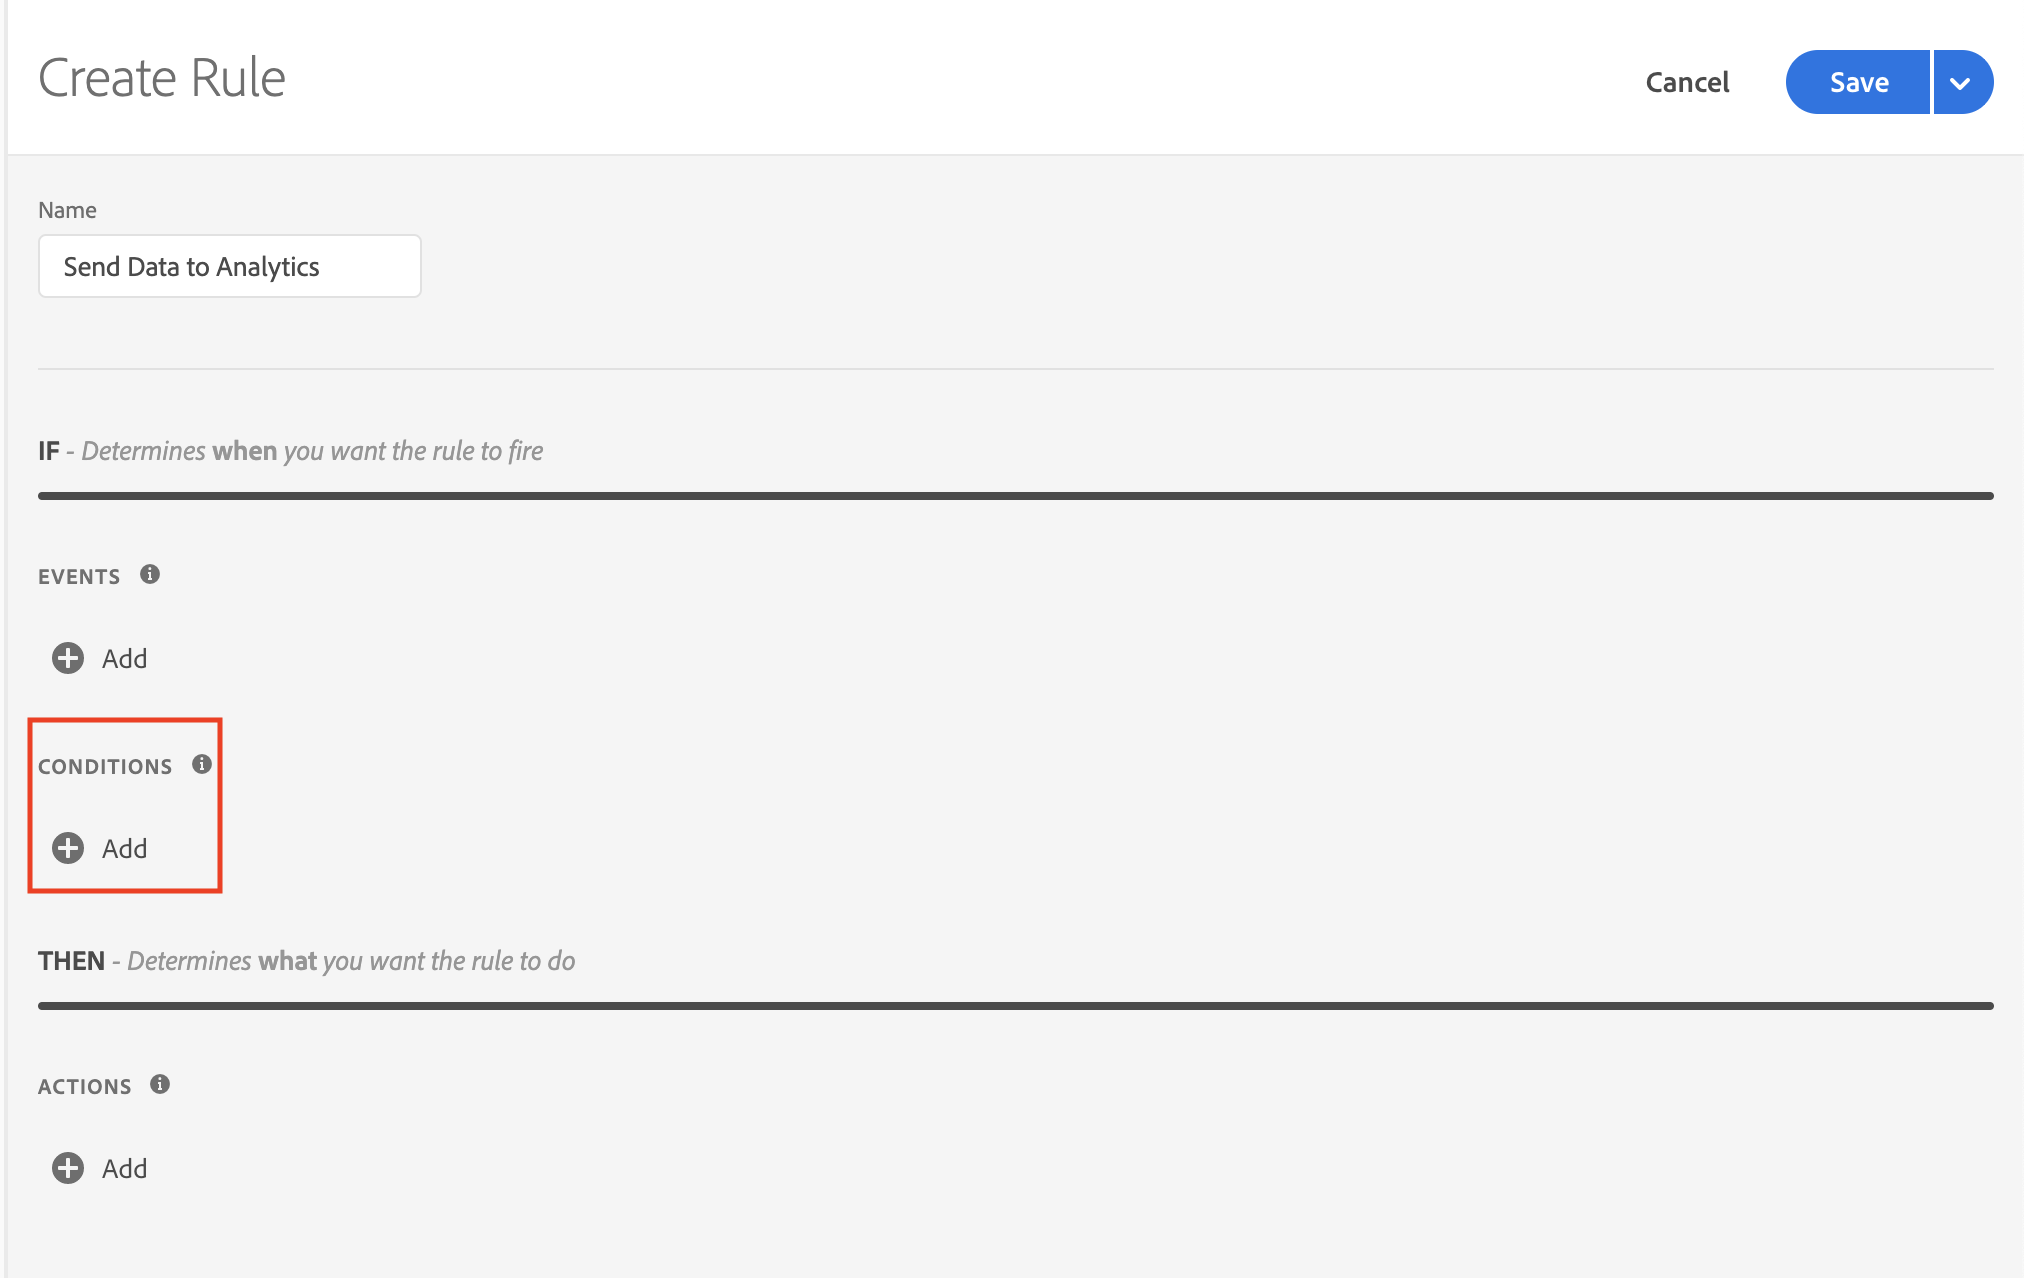 Create Rule
Cancel
Save
Name
Send Data to Analytics
IF - Determines when you want the rule to fire
EVENTS
Add
CONDITIONS
Add
THEN - Determines what you want the rule to do
ACTIONS
Add